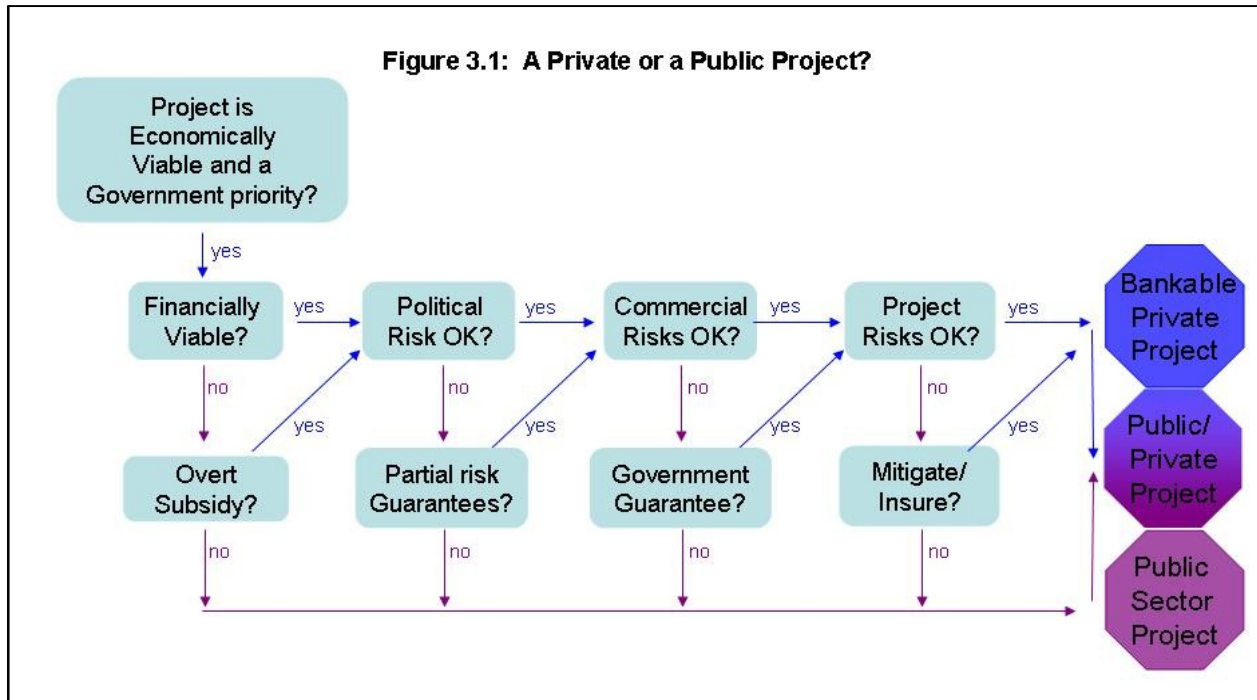 Figure 3.1: A Private or a Public Project?
Project is
Economically
Viable and a
Government priority?
yes
Financially
Viable?
yes
Political
Risk OK?
yes
Commercial
Risks OK?
yes
Project
Risks OK?
yes
Bankable
Private
Project
no
yes
no
yes
no
yes
no
yes
Overt
Subsidy?
Partial risk
Guarantees?
Government
Guarantee?
Mitigate/
Insure?
Public/
Private
Project
no
no
no
no
Public
Sector
Project